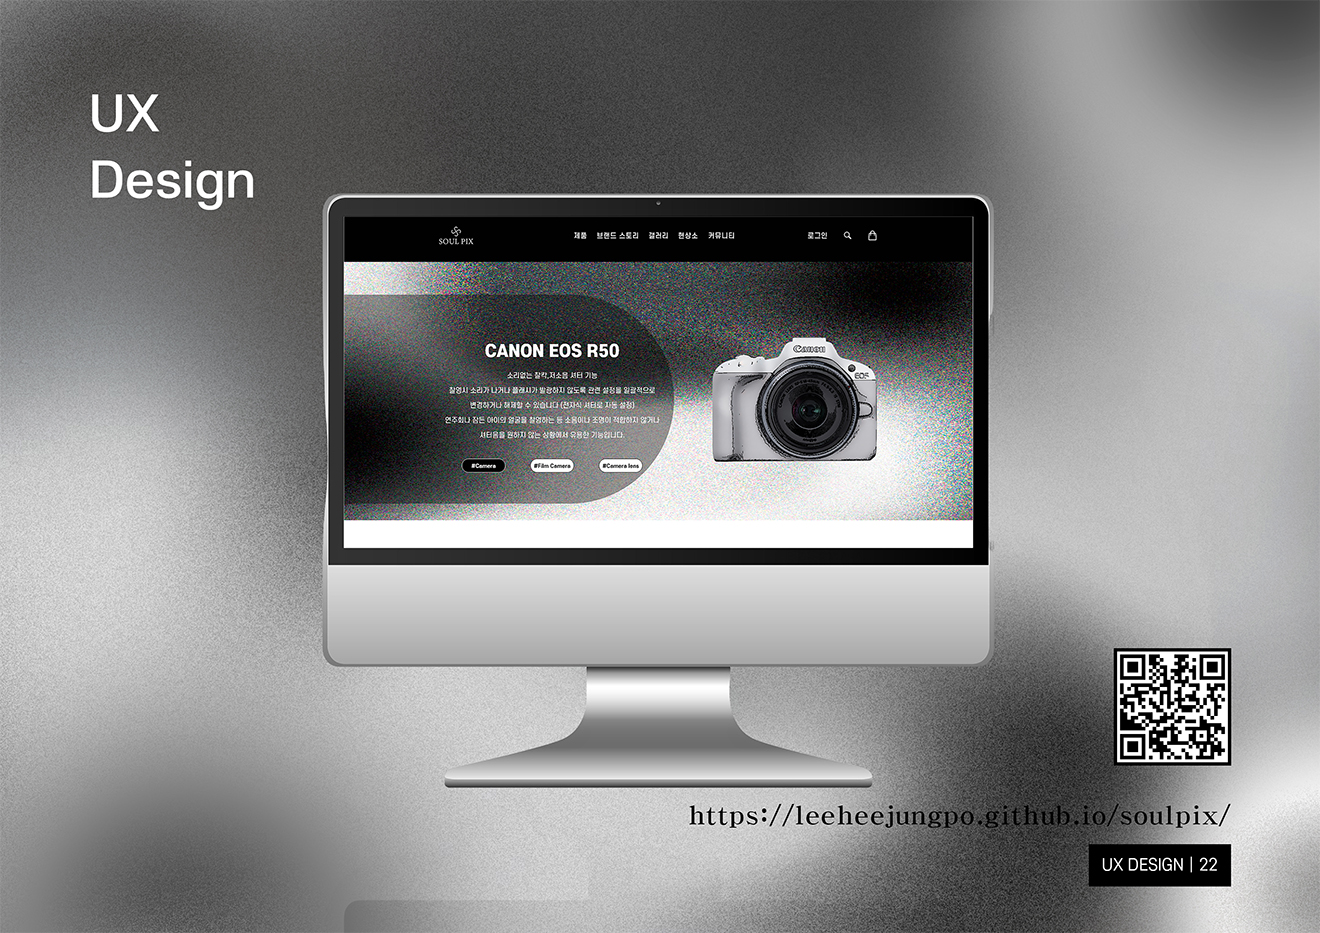 UX
Design
SOUL PIX
제품 브랜드 스토리 갤러리 현상소 커뮤니티 로그인
CANON EOS R50
소리없는 찰칵,저소음 셔터 기능
촬영시 소리가 나거나 플래시가 발광하지 않도록 관련 설정을 일괄적으로
변경하거나 해제할 수 있습니다 (전자식 셔터로 자동 설정)
연주회나 잠든 아이의 얼굴을 촬영하는 등 소음이나 조명이 적합하지 않거나
셔터음을 원하지 않는 상황에서 유용한 기능입니다.
#Camera #Film Camera #Camera lens
Canon
EOS
https://leeheejungpo.github.io/soulpix/
UX DESIGN | 22